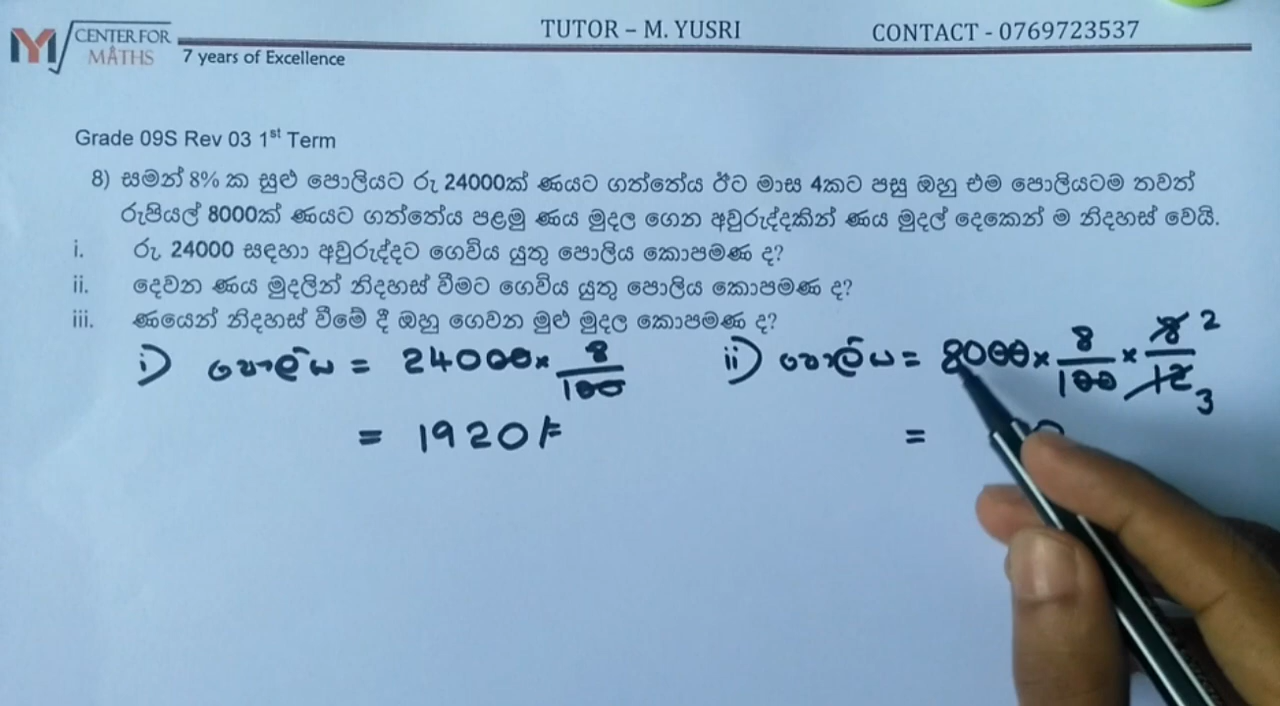 CENTER FOR
MATHS
7 years of Excellence
TUTOR – M. YUSRI
CONTACT - 0769723537
Grade 09S Rev 03 1st Term
8) සමන් 8% ක සුළු පොලියට රු 24000ක් ණයට ගත්තේය ඊට මාස 4කට පසු ඔහු එම පොලියටම තවත්
රුපියල් 8000ක් ණයට ගත්තේය පළමු ණය මුදල ගෙන අවුරුද්දකින් ණය මුදල් දෙකෙන් ම නිදහස් වෙයි.
i. රු 24000 සඳහා අවුරුද්දට ගෙවිය යුතු පොලිය කොපමණ ද?
ii. දෙවන ණය මුදලින් නිදහස් වීමට ගෙවිය යුතු පොලිය කොපමණ ද?
iii. ණයෙන් නිදහස් වීමේ දී ඔහු ගෙවන මුළු මුදල කොපමණ ද?
i) පොලිය = 24000 × 8/100
= 1920/=
ii) පොලිය = 8000 × 8/100 × 8/12 2 3
=